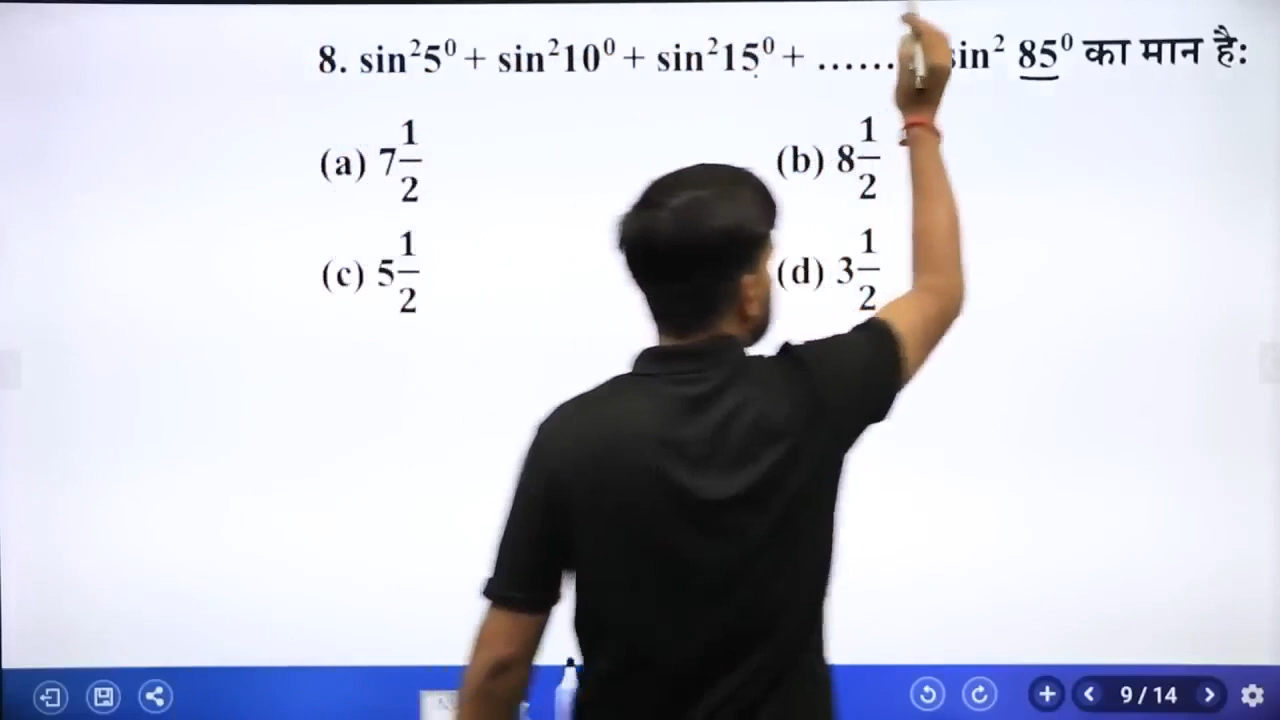 8. sin²5⁰ + sin²10⁰ + sin²15⁰ + ...... sin² 85⁰ का मान है:
(a) 7 1/2 (b) 8 1/2
(c) 5 1/2 (d) 3 1/2
9 / 14